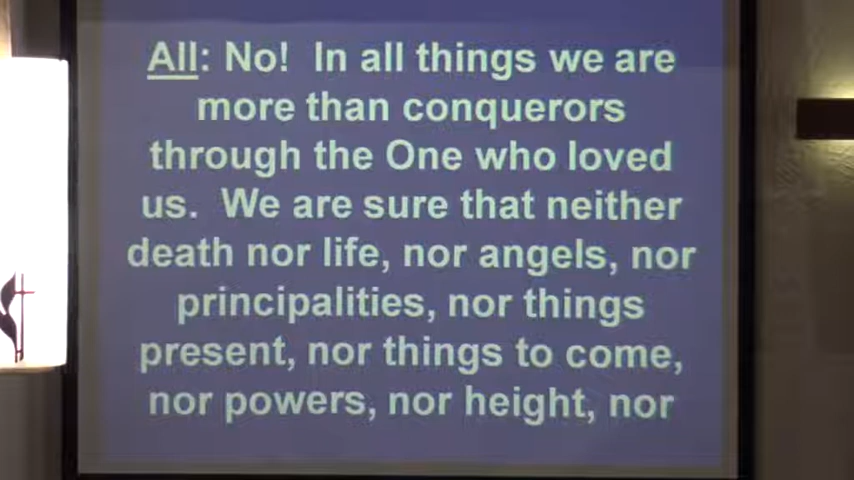 All: No! In all things we are
more than conquerors
through the One who loved
us. We are sure that neither
death nor life, nor angels, nor
principalities, nor things
present, nor things to come,
nor powers, nor height, nor